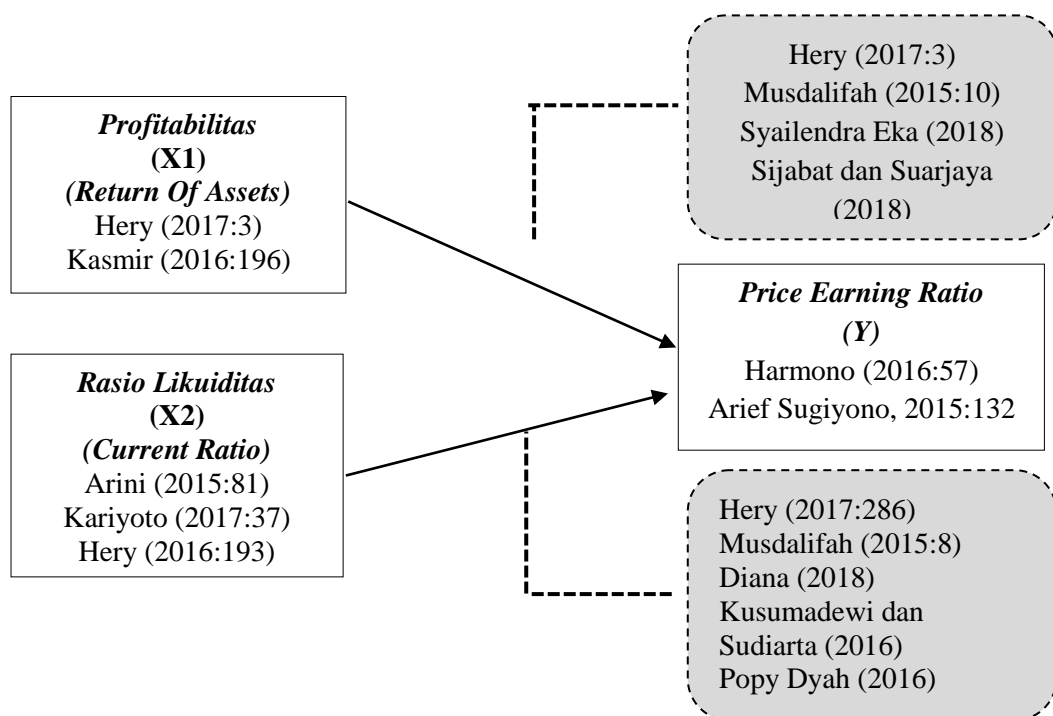 Profitabilitas
(X1)
(Return Of Assets)
Hery (2017:3)
Kasmir (2016:196)
Rasio Likuiditas
(X2)
(Current Ratio)
Arini (2015:81)
Kariyoto (2017:37)
Hery (2016:193)
Hery (2017:3)
Musdalifah (2015:10)
Syailendra Eka (2018)
Sijabat dan Suarjaya
(2018)
Price Earning Ratio
(Y)
Harmono (2016:57)
Arief Sugiyono, 2015:132
Hery (2017:286)
Musdalifah (2015:8)
Diana (2018)
Kusumadewi dan
Sudiarta (2016)
Popy Dyah (2016)